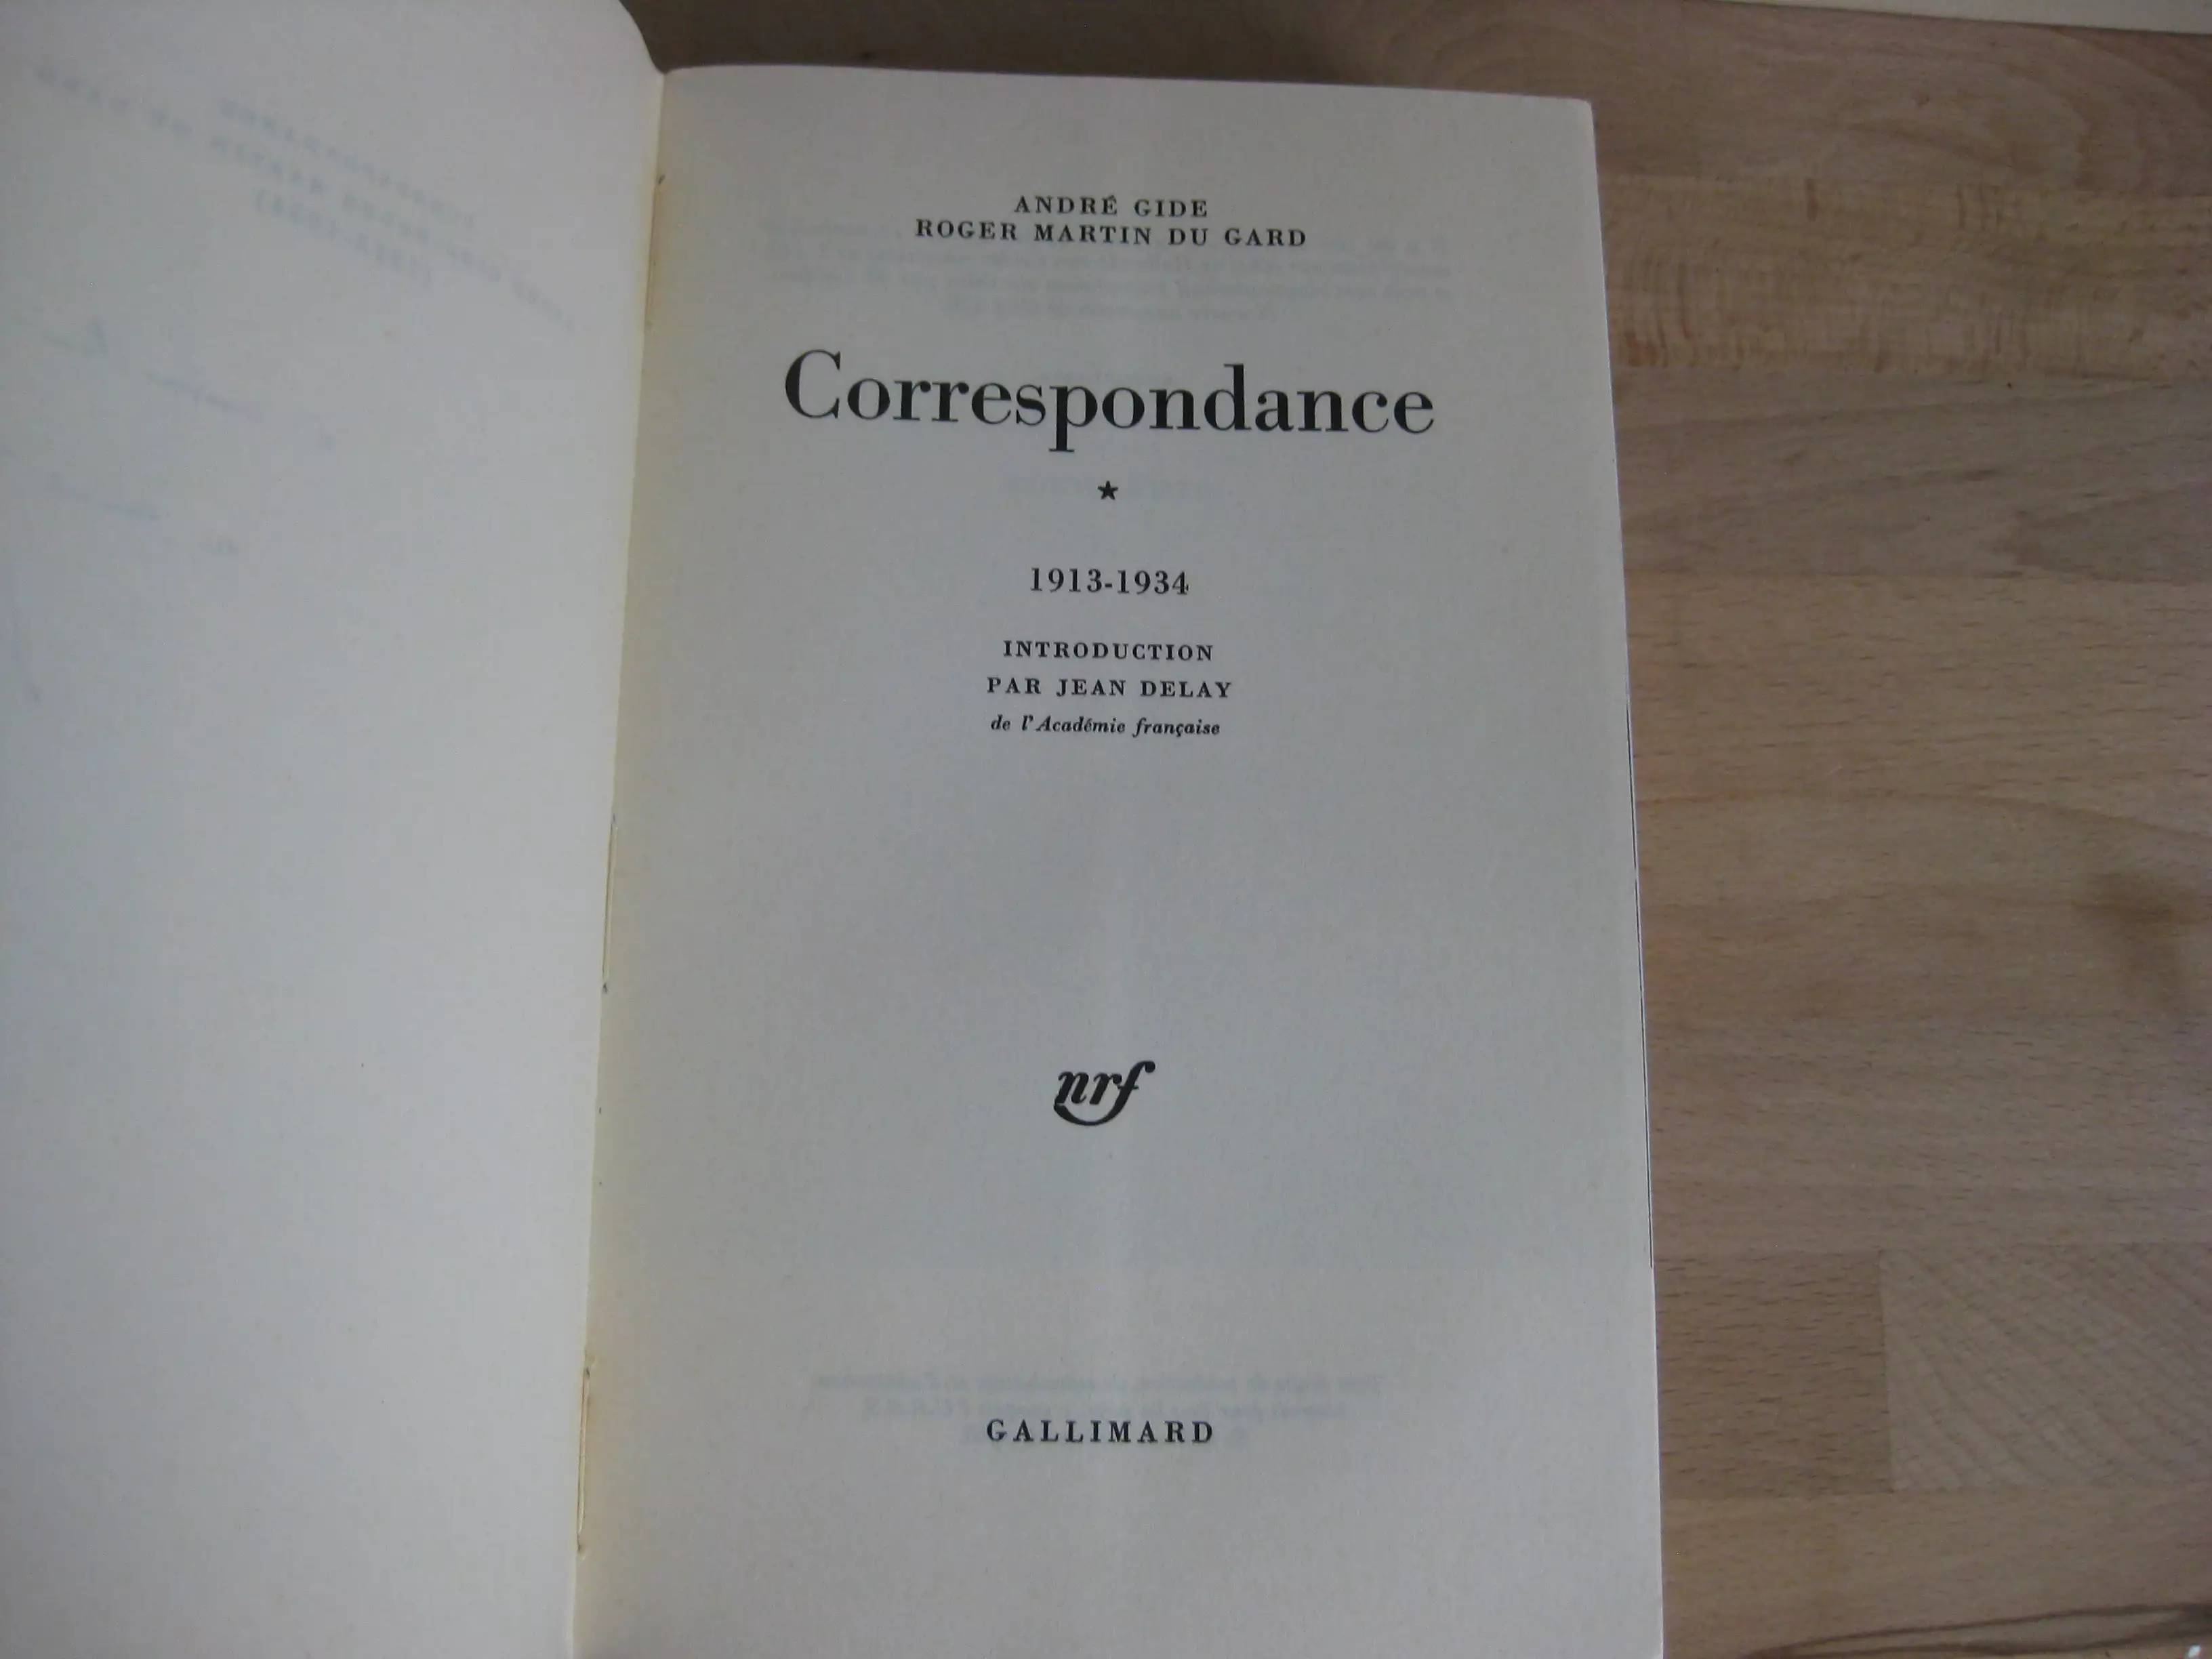 ANDRÉ GIDE
ROGER MARTIN DU GARD
Correspondance
★
1913-1934
INTRODUCTION
PAR JEAN DELAY
de l'Académie française
nrf
GALLIMARD